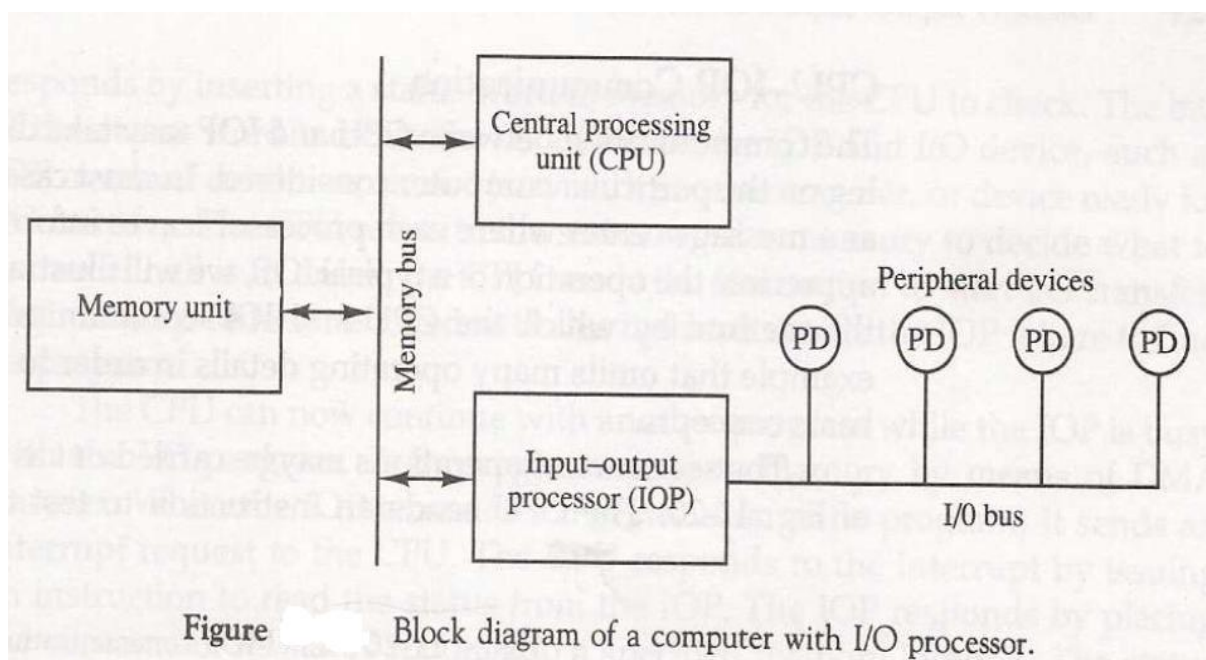 Central processing
unit (CPU)
Memory unit
Memory bus
Peripheral devices
PD PD PD PD
Input–output
processor (IOP)
I/0 bus
Figure Block diagram of a computer with I/O processor.